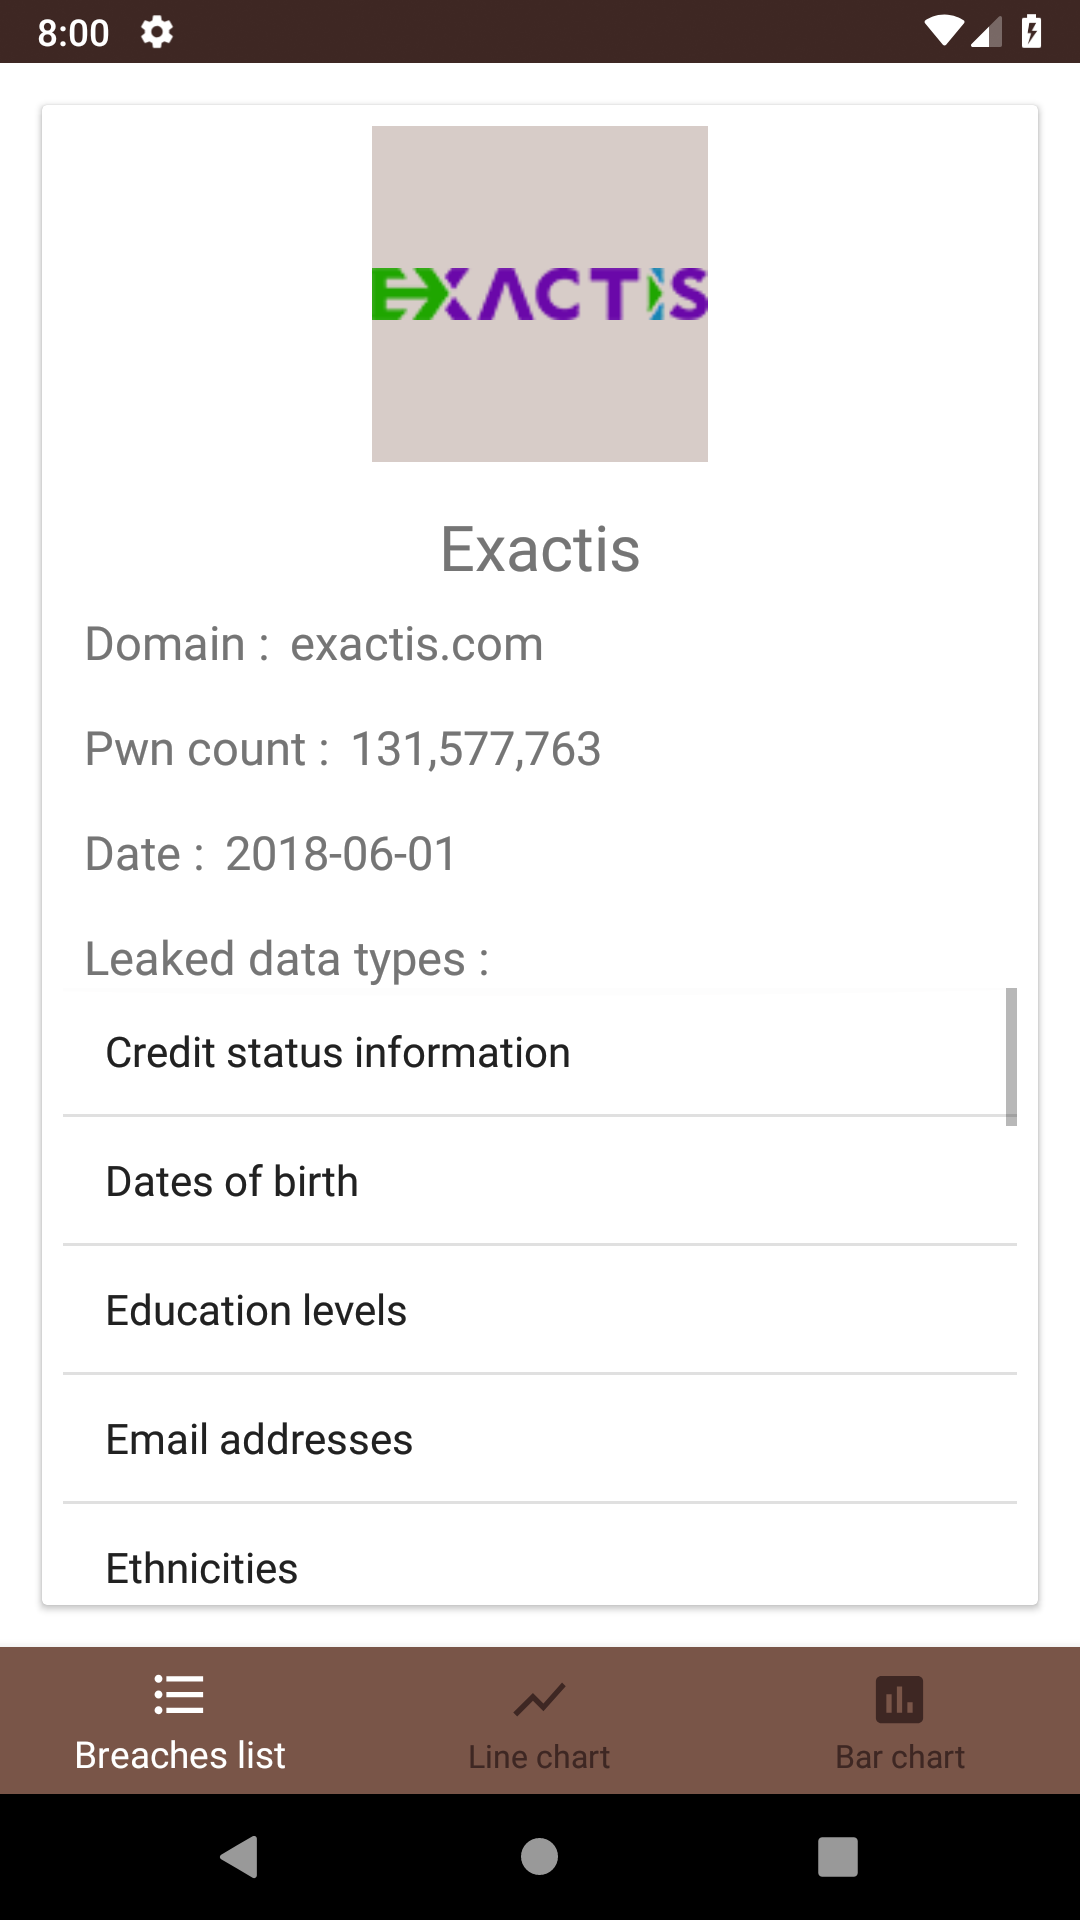 8:00
EXACTIS
Exactis
Domain : exactis.com
Pwn count : 131,577,763
Date : 2018-06-01
Leaked data types :
Credit status information
Dates of birth
Education levels
Email addresses
Ethnicities
Breaches list
Line chart
Bar chart